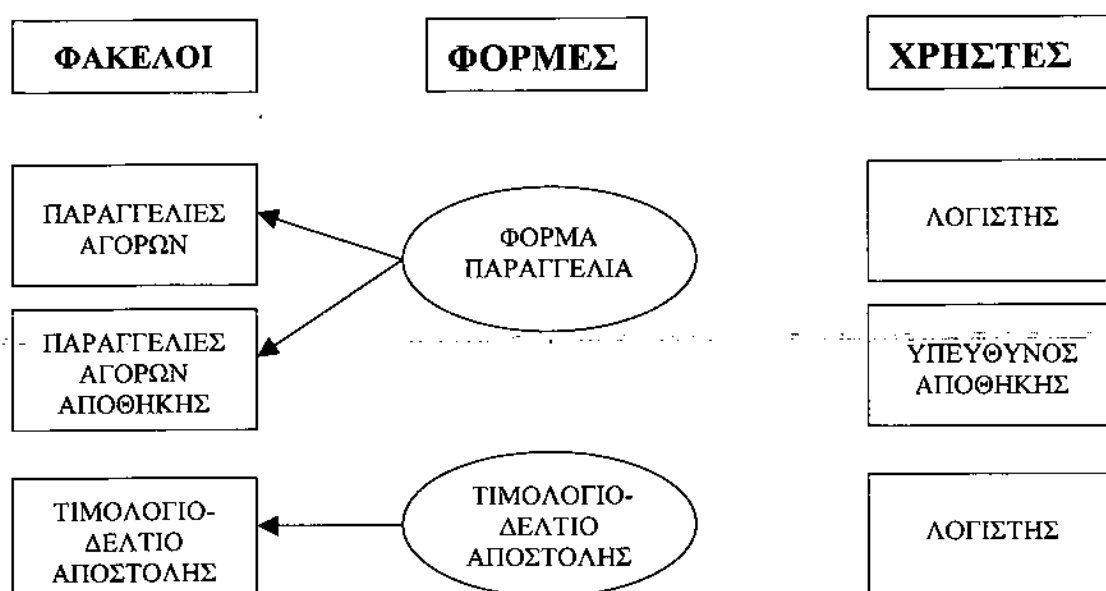 ΦΑΚΕΛΟΙ
ΦΟΡΜΕΣ
ΧΡΗΣΤΕΣ
ΠΑΡΑΓΓΕΛΙΕΣ
ΑΓΟΡΩΝ
ΦΟΡΜΑ
ΠΑΡΑΓΓΕΛΙΑ
ΛΟΓΙΣΤΗΣ
ΠΑΡΑΓΓΕΛΙΕΣ
ΑΓΟΡΩΝ
ΑΠΟΘΗΚΗΣ
ΥΠΕΥΘΥΝΟΣ
ΑΠΟΘΗΚΗΣ
ΤΙΜΟΛΟΓΙΟ-
ΔΕΛΤΙΟ
ΑΠΟΣΤΟΛΗΣ
ΤΙΜΟΛΟΓΙΟ-
ΔΕΛΤΙΟ
ΑΠΟΣΤΟΛΗΣ
ΛΟΓΙΣΤΗΣ